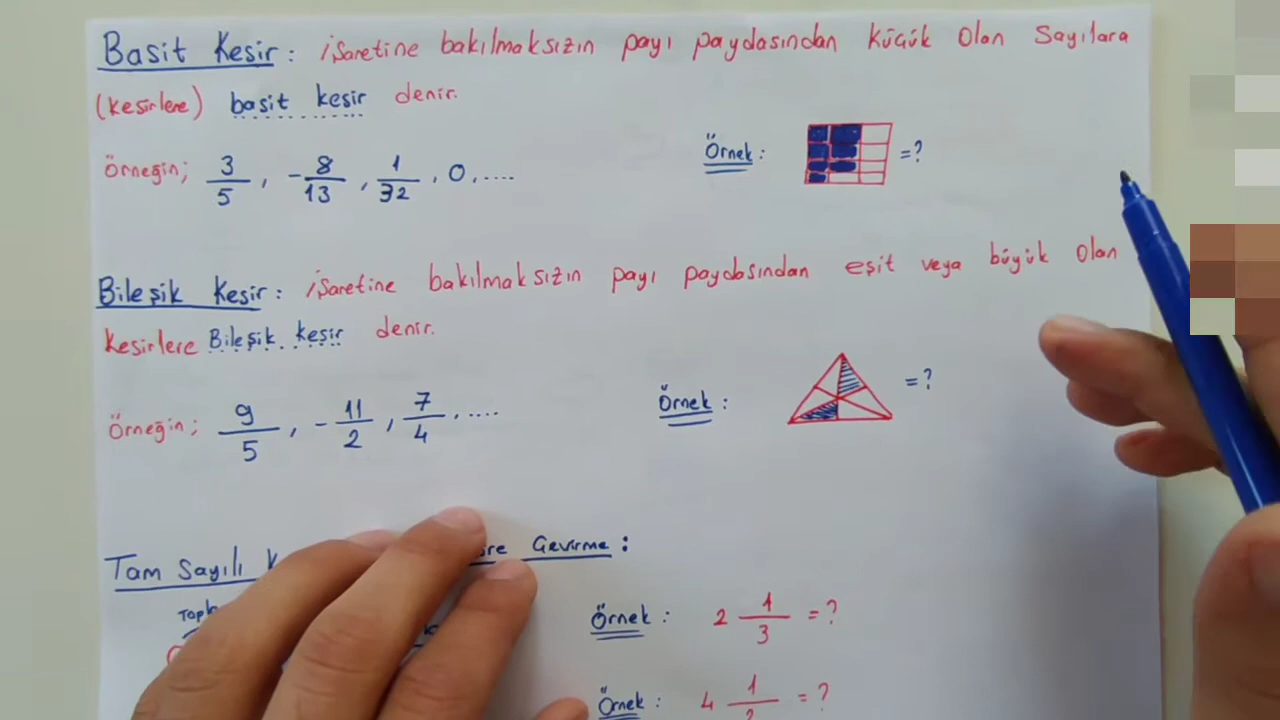 Basit Kesir : işaretine bakılmaksızın payı paydasından küçük olan sayılara
(kesirlere) basit kesir denir.
Örneğin; 3/5, -8/13, 1/32, 0, ....
Örnek : =?
Bileşik Kesir : işaretine bakılmaksızın payı paydasından eşit veya büyük olan
kesirlere Bileşik kesir denir.
Örneğin; 9/5, -11/2, 7/4, ....
Örnek : =?
Tam Sayılı Çevirme :
Örnek : 2 1/3 = ?
Örnek : 4 1/2 = ?